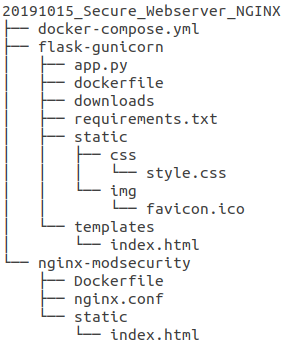 20191015_Secure_Webserver_NGINX
├── docker-compose.yml
├── flask-gunicorn
│   ├── app.py
│   ├── dockerfile
│   ├── downloads
│   ├── requirements.txt
│   ├── static
│   │   ├── css
│   │   │   └── style.css
│   │   └── img
│   │       └── favicon.ico
│   └── templates
│       └── index.html
└── nginx-modsecurity
    ├── Dockerfile
    ├── nginx.conf
    └── static
        └── index.html